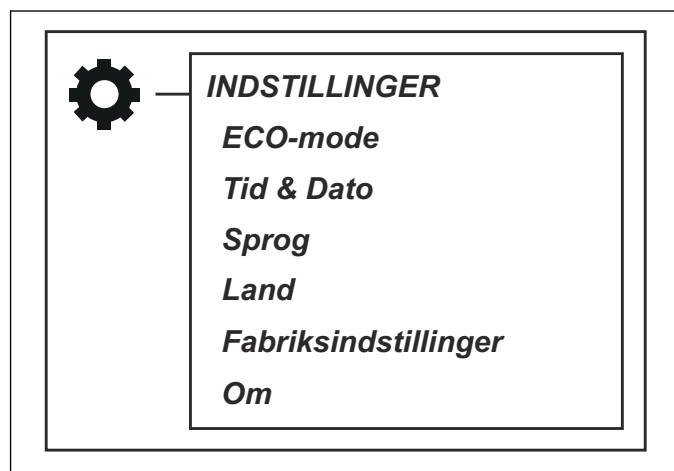 INDSTILLINGER
ECO-mode
Tid & Dato
Sprog
Land
Fabriksindstillinger
Om